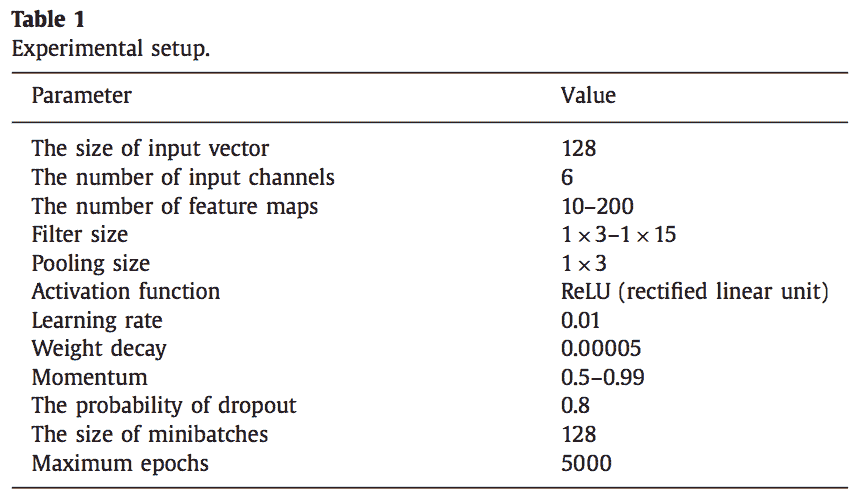 Table 1
Experimental setup.
Parameter Value
The size of input vector 128
The number of input channels 6
The number of feature maps 10–200
Filter size 1 × 3–1 × 15
Pooling size 1 × 3
Activation function ReLU (rectified linear unit)
Learning rate 0.01
Weight decay 0.00005
Momentum 0.5–0.99
The probability of dropout 0.8
The size of minibatches 128
Maximum epochs 5000